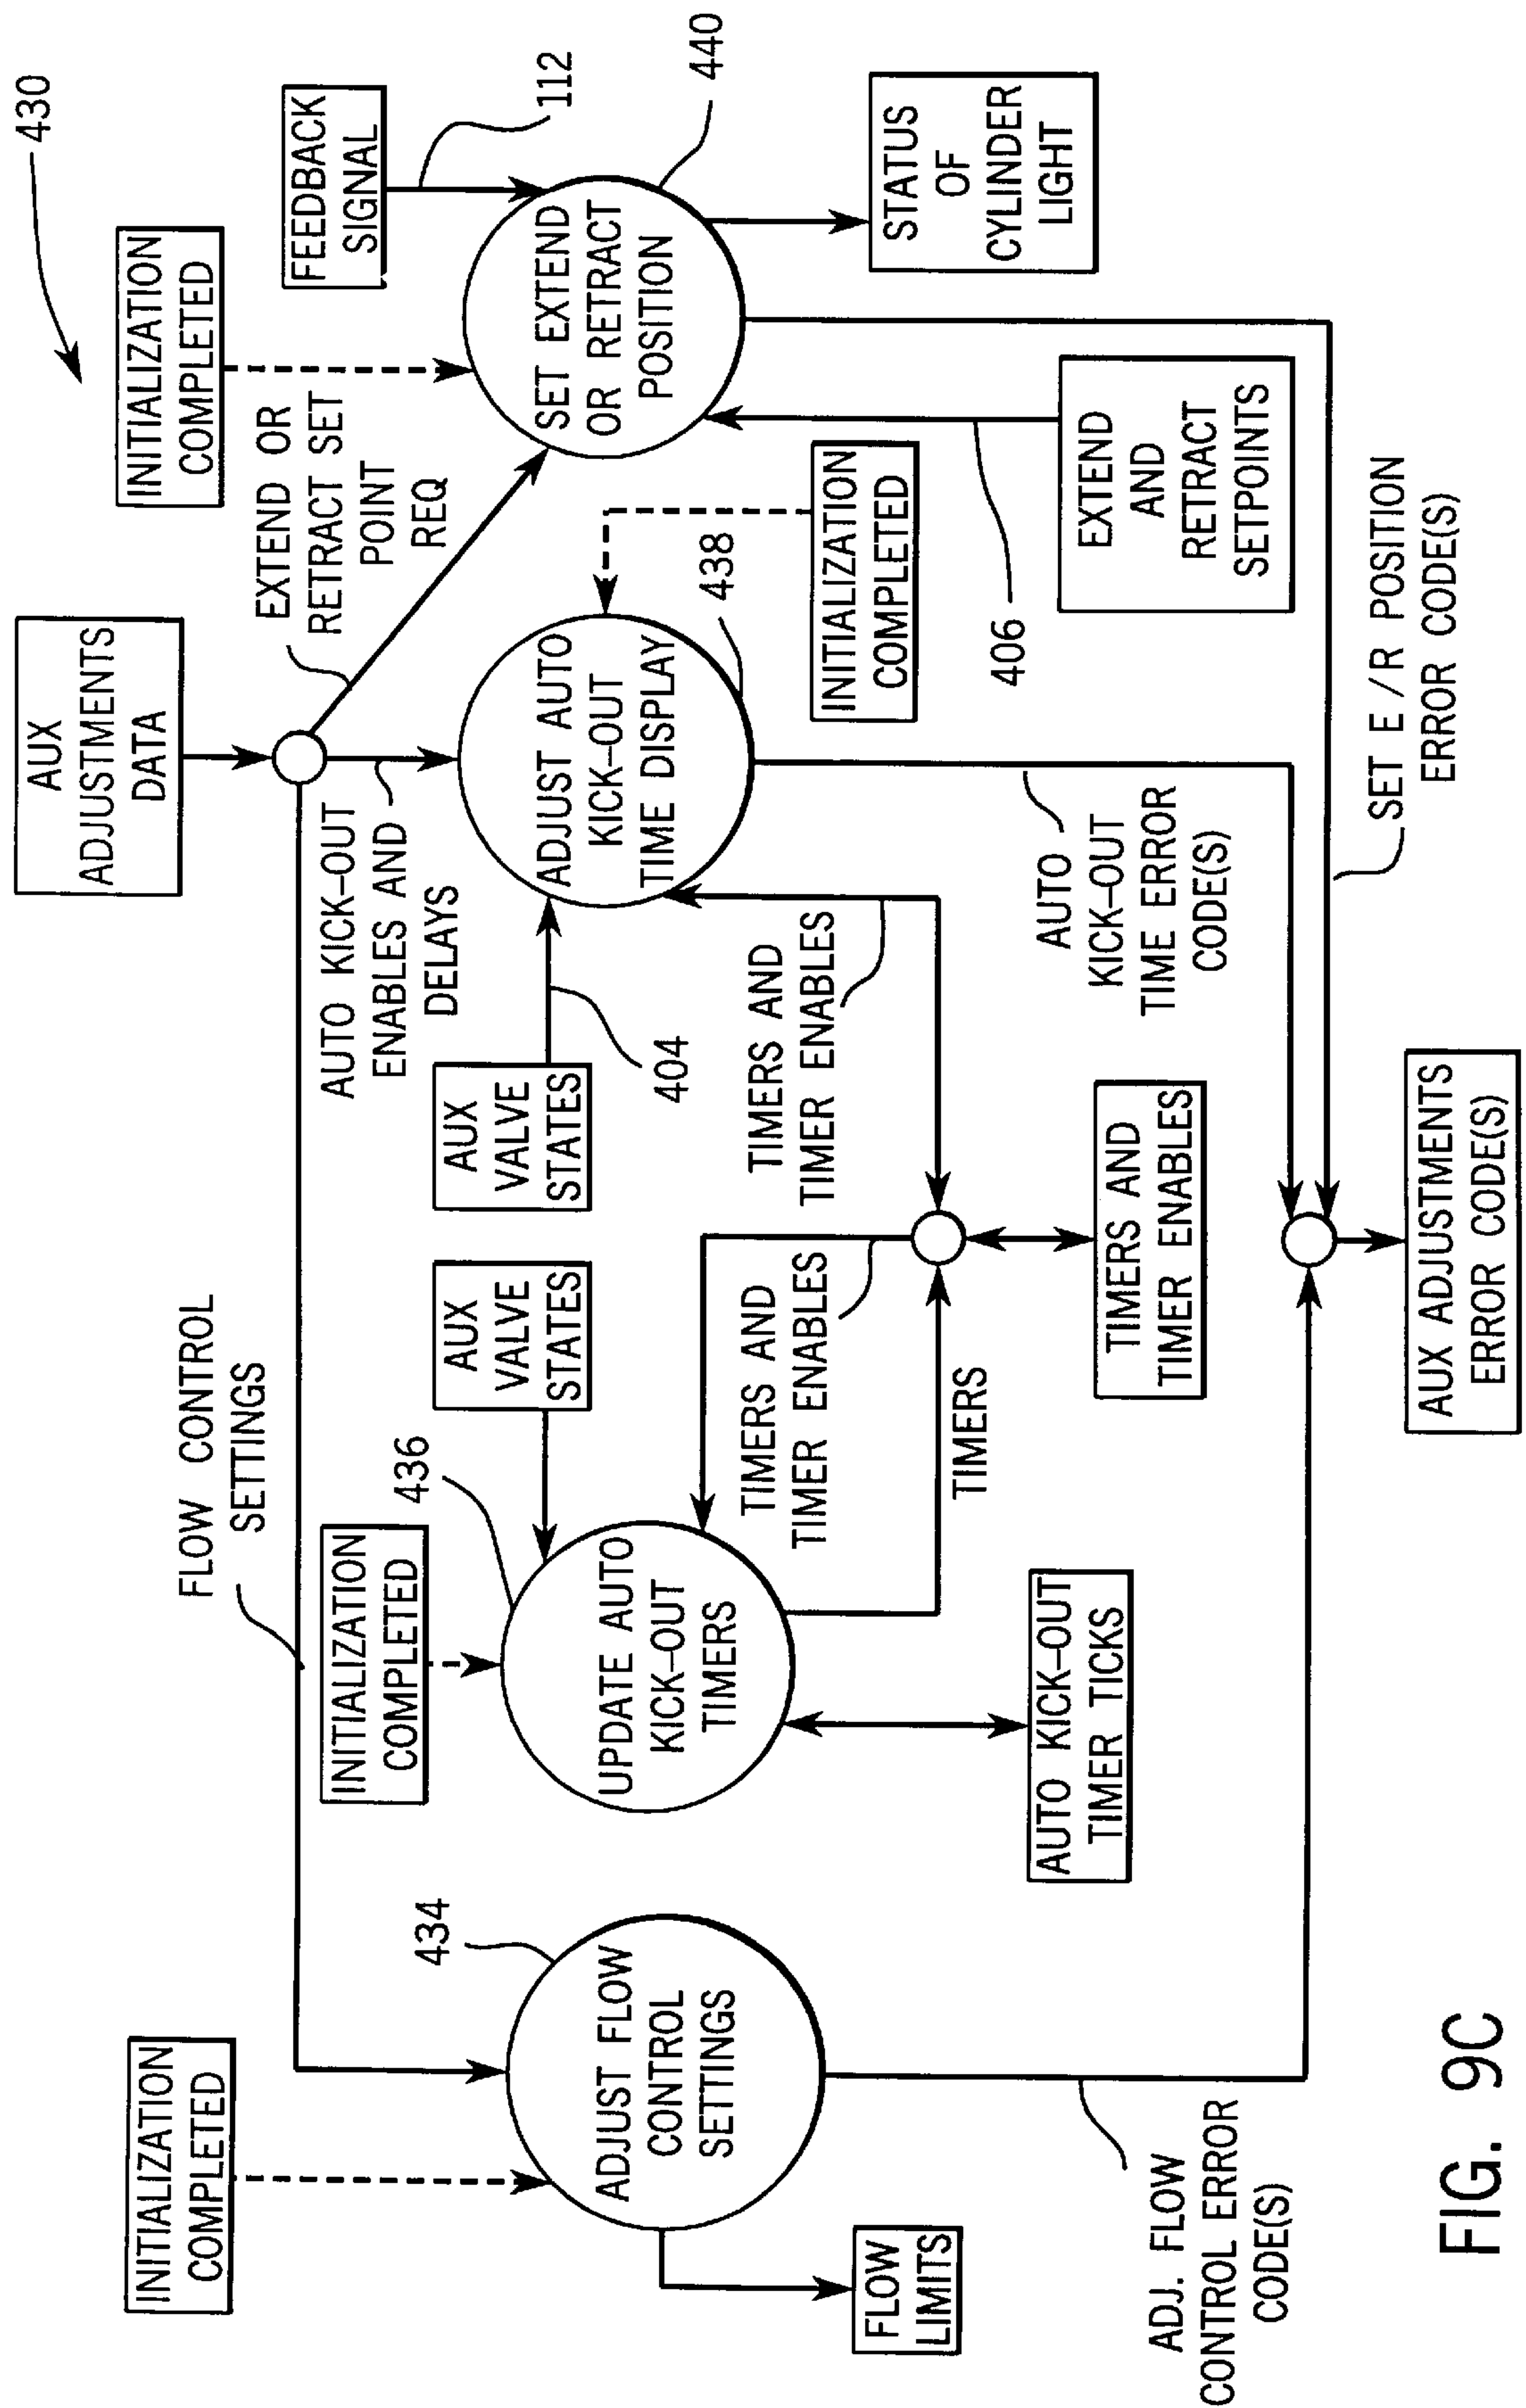 430
AUX
ADJUSTMENTS
DATA
INITIALIZATION
COMPLETED
FEEDBACK
SIGNAL
112
EXTEND OR
RETRACT SET
POINT
REQ
FLOW CONTROL
SETTINGS
AUTO KICK-OUT
ENABLES AND
DELAYS
INITIALIZATION
COMPLETED
434
ADJUST FLOW
CONTROL
SETTINGS
FLOW
LIMITS
INITIALIZATION
COMPLETED
436
UPDATE AUTO
KICK-OUT
TIMERS
AUX
VALVE
STATES
AUX
VALVE
STATES
404
ADJUST AUTO
KICK-OUT
TIME DISPLAY
438
INITIALIZATION
COMPLETED
SET EXTEND
OR RETRACT
POSITION
440
STATUS
OF
CYLINDER
LIGHT
406
EXTEND
AND
RETRACT
SETPOINTS
TIMERS AND
TIMER ENABLES
TIMERS AND
TIMER ENABLES
TIMERS
TIMERS AND
TIMER ENABLES
AUTO KICK-OUT
TIMER TICKS
AUTO
KICK-OUT
TIME ERROR
CODE(S)
SET E /R POSITION
ERROR CODE(S)
ADJ. FLOW
CONTROL ERROR
CODE(S)
AUX ADJUSTMENTS
ERROR CODE(S)
FIG. 9C